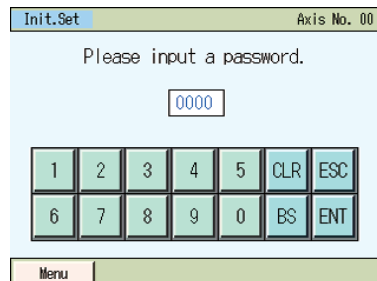 Init.Set Axis No. 00
Please input a password.
0000
1 2 3 4 5 CLR ESC
6 7 8 9 0 BS ENT
Menu